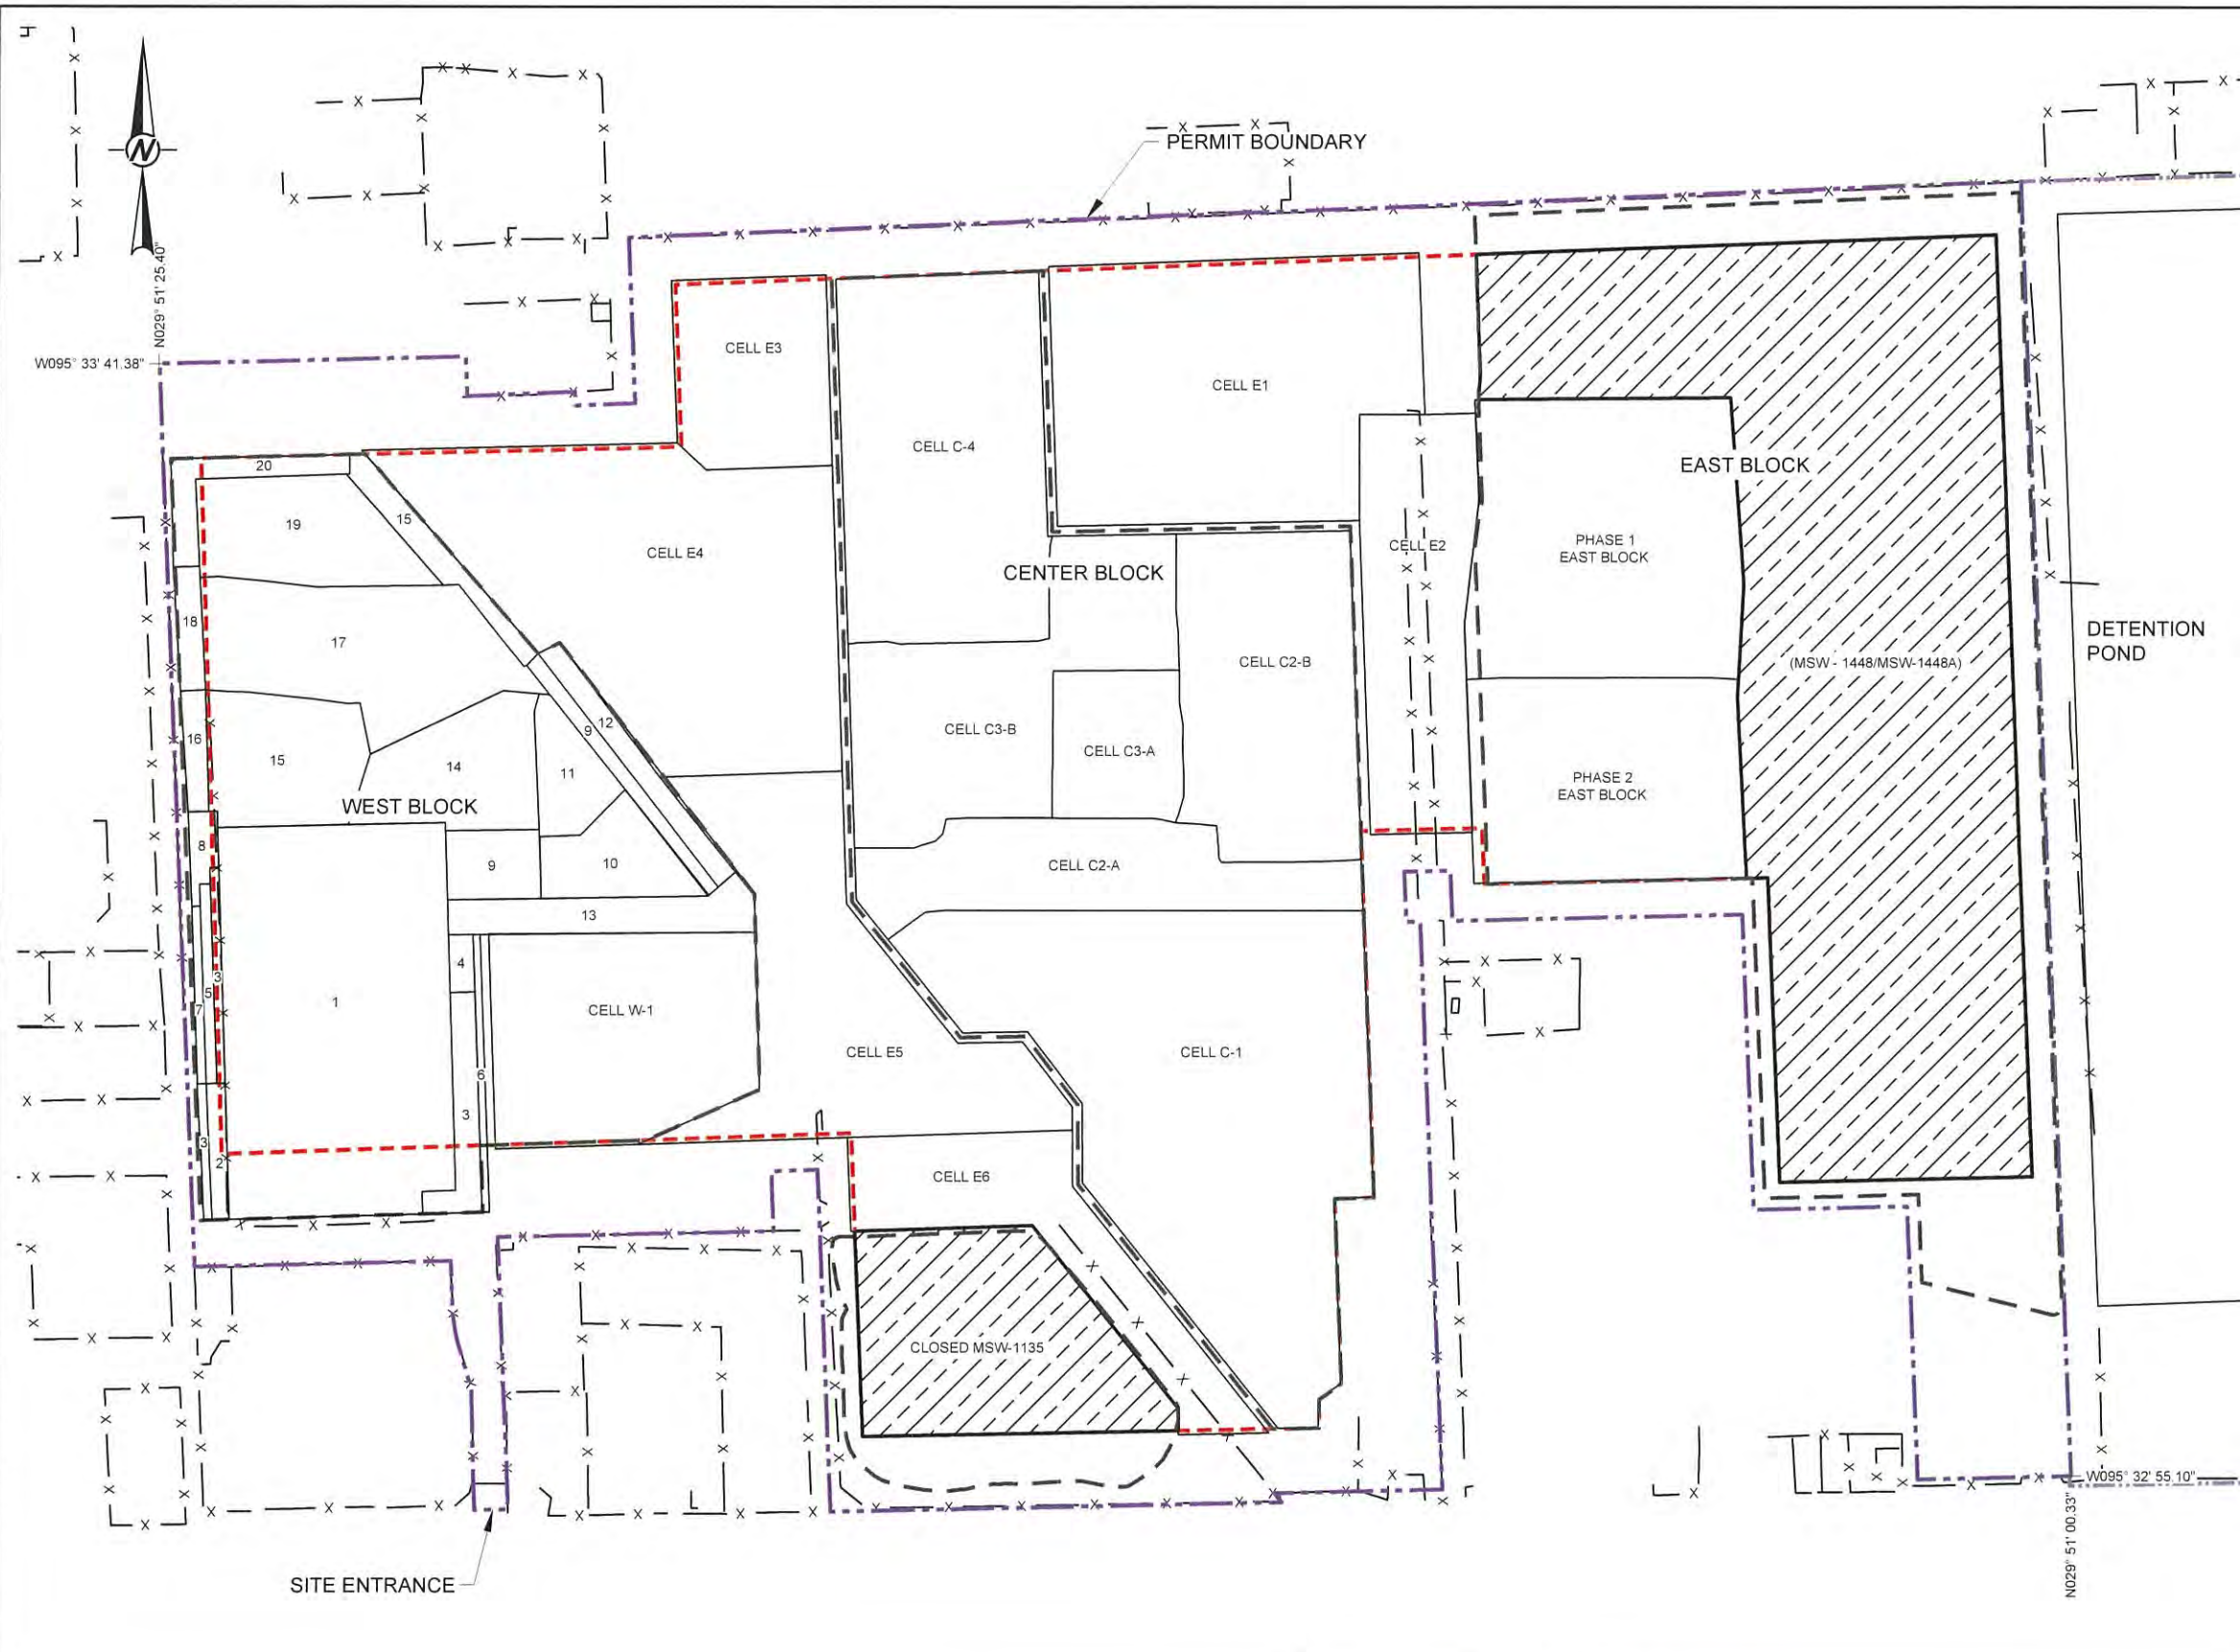 N
PERMIT BOUNDARY
N029° 51' 25.40"
W095° 33' 41.38"
CELL E3
CELL E1
CELL C-4
20
EAST BLOCK
19
15
PHASE 1
EAST BLOCK
CELL E4
CELL E2
CENTER BLOCK
18
17
DETENTION
POND
CELL C2-B
(MSW - 1448/MSW-1448A)
12
9
CELL C3-B
16
CELL C3-A
15
14
11
PHASE 2
EAST BLOCK
WEST BLOCK
8
9
10
CELL C2-A
13
4
3
5
1
7
CELL W-1
CELL E5
CELL C-1
6
3
3
2
CELL E6
CLOSED MSW-1135
W095° 32' 55.10"
N029° 51' 00.33"
SITE ENTRANCE